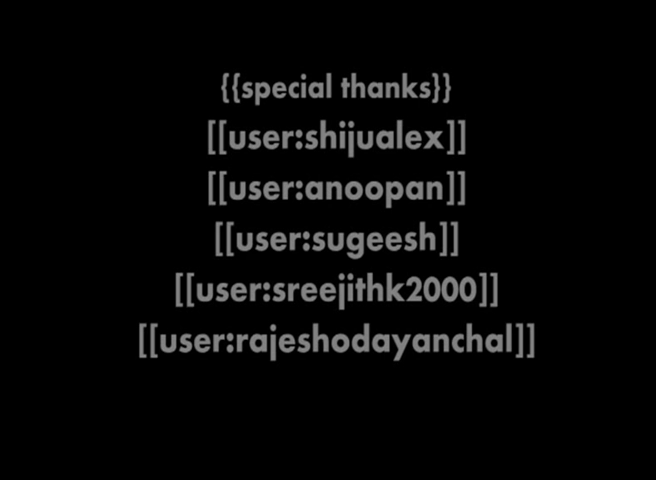 {{special thanks}}
[[user:shijualex]]
[[user:anoopan]]
[[user:sugeesh]]
[[user:sreejithk2000]]
[[user:rajeshodayanchal]]